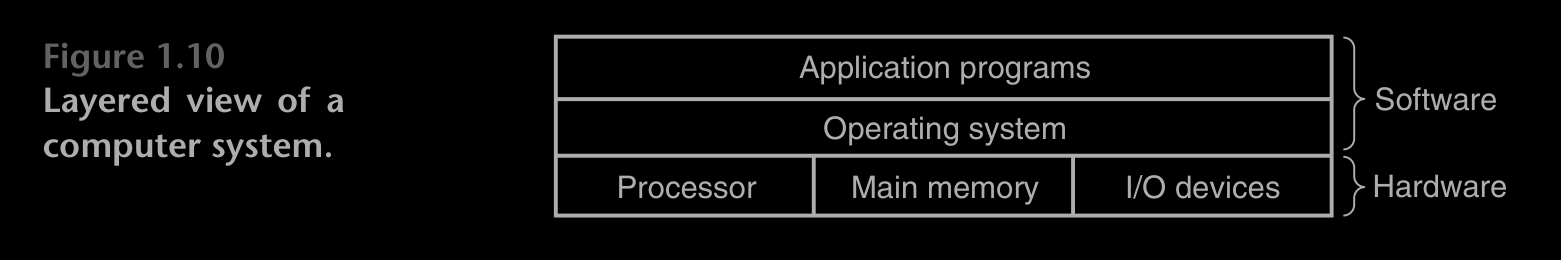 Figure 1.10
Layered view of a
computer system.
Application programs
Operating system
Processor
Main memory
I/O devices
Software
Hardware